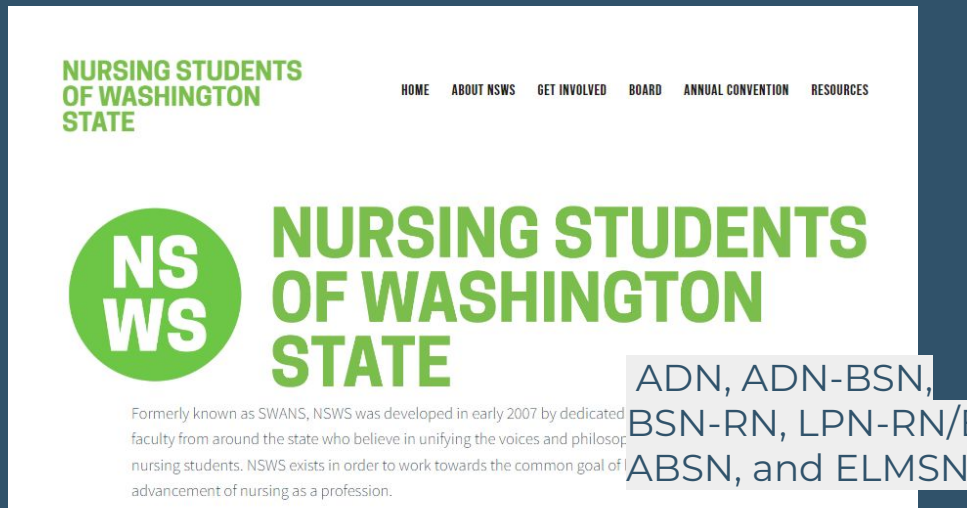 NURSING STUDENTS
OF WASHINGTON
STATE
HOME ABOUT NSWS GET INVOLVED BOARD ANNUAL CONVENTION RESOURCES
NS
WS
NURSING STUDENTS
OF WASHINGTON
STATE
Formerly known as SWANS, NSWS was developed in early 2007 by dedicated
faculty from around the state who believe in unifying the voices and
nursing students. NSWS exists in order to work towards the common goal of
advancement of nursing as a profession.
ADN, ADN-BSN,
BSN-RN, LPN-RN/
ABSN, and ELMSN